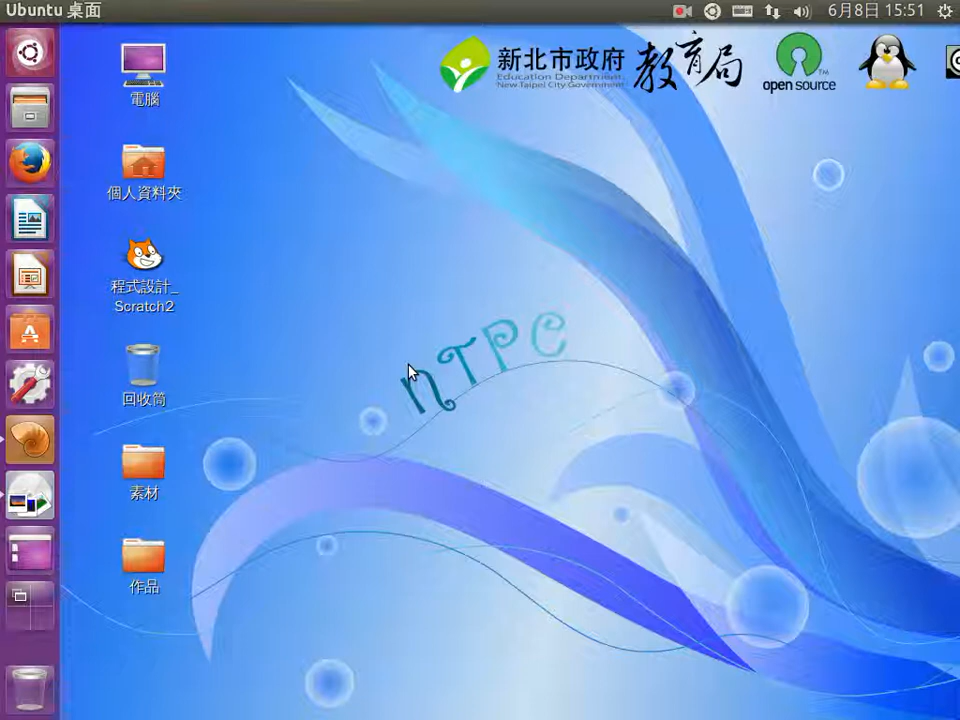 Ubuntu 桌面
6月8日 15:51
新北市政府
Education Department,
New Taipei City Government
教育局
open source
TM
電腦
個人資料夾
程式設計_
Scratch2
nTPC
回收筒
素材
作品